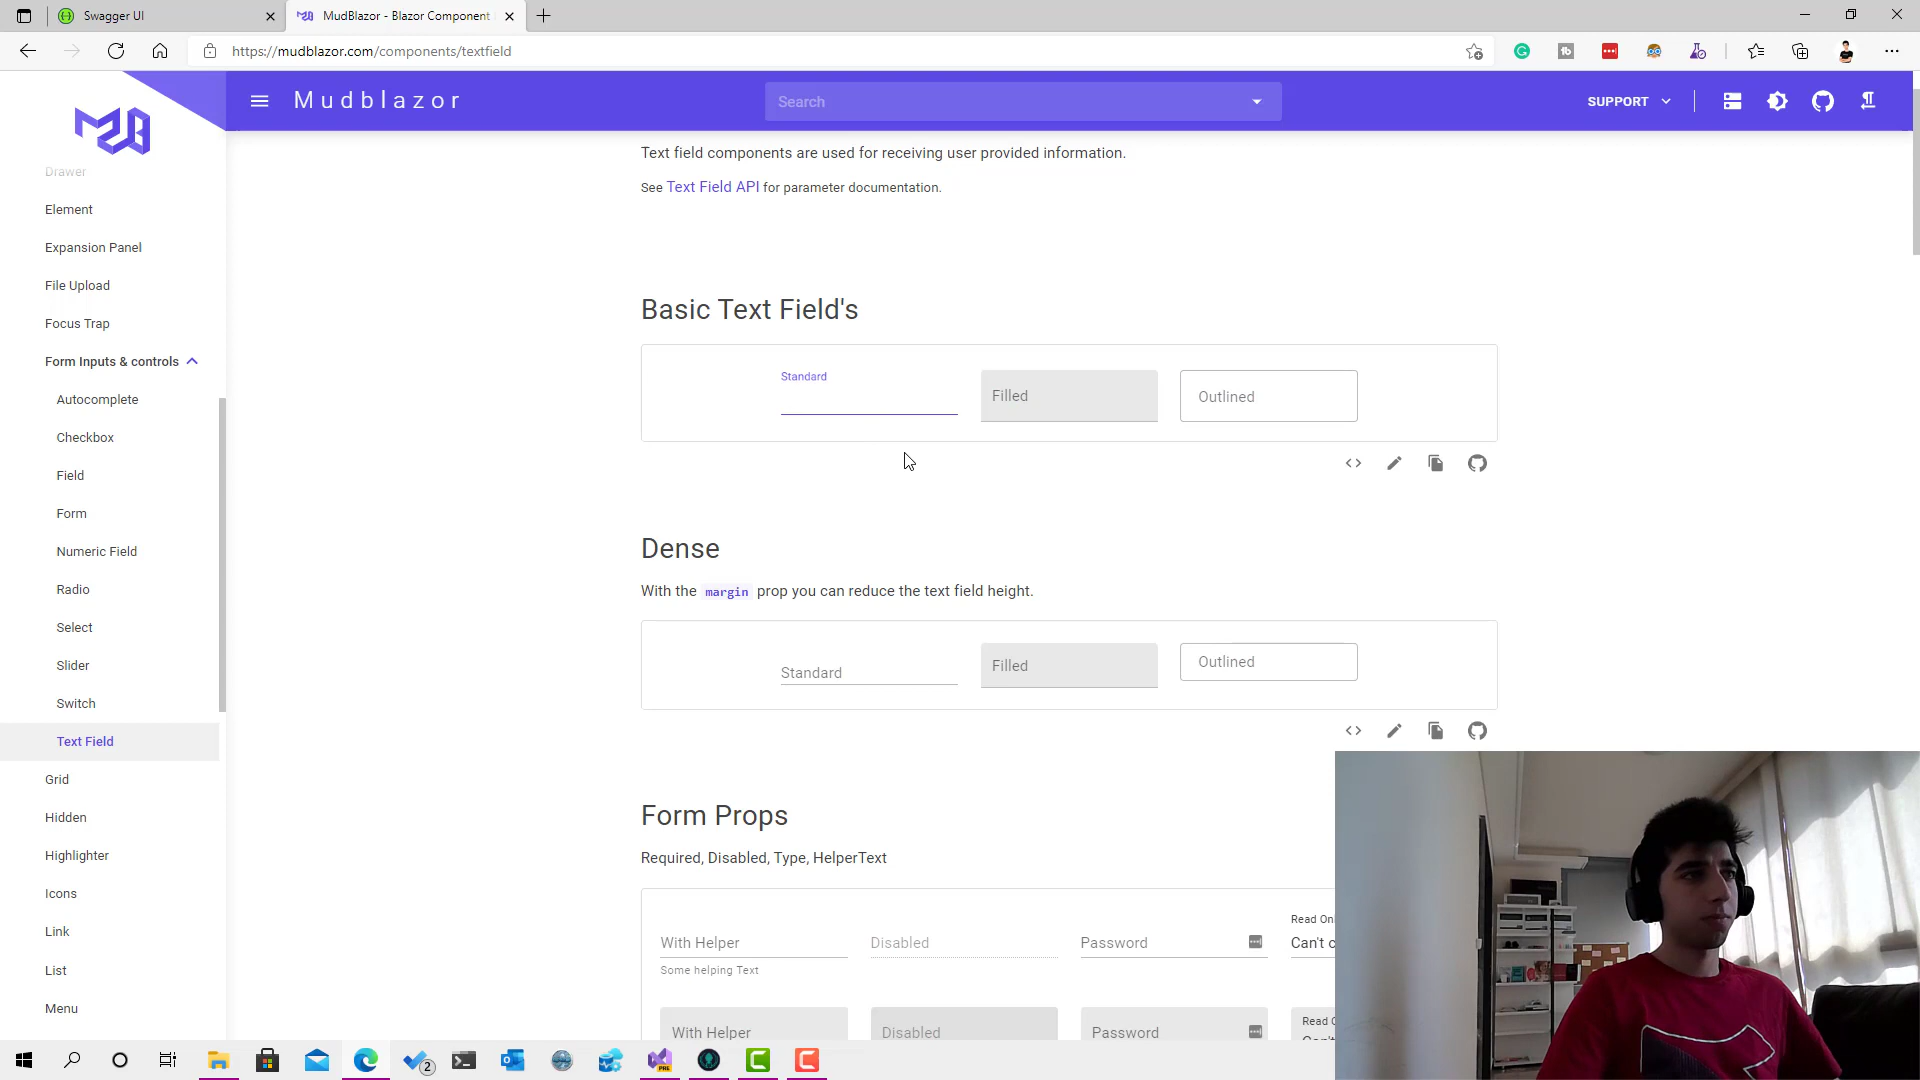 Swagger UI
MudBlazor - Blazor Component
https://mudblazor.com/components/textfield
Mudblazor
Search
SUPPORT
Drawer
Element
Expansion Panel
File Upload
Focus Trap
Form Inputs & controls
Autocomplete
Checkbox
Field
Form
Numeric Field
Radio
Select
Slider
Switch
Text Field
Grid
Hidden
Highlighter
Icons
Link
List
Menu
Text field components are used for receiving user provided information.
See Text Field API for parameter documentation.
Basic Text Field's
Standard
Filled
Outlined
Dense
With the margin prop you can reduce the text field height.
Standard
Filled
Outlined
Form Props
Required, Disabled, Type, HelperText
With Helper
Some helping Text
Disabled
Password
Read Onl
Can't c
With Helper
Disabled
Password
Read O
2